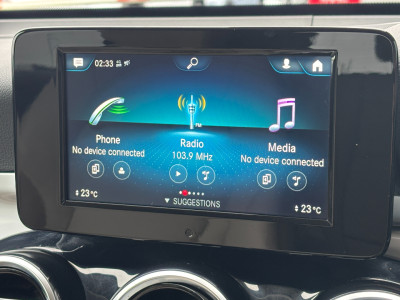 02:33
Phone
No device connected
Radio
103.9 MHz
Media
No device connected
23°C
SUGGESTIONS
23°C